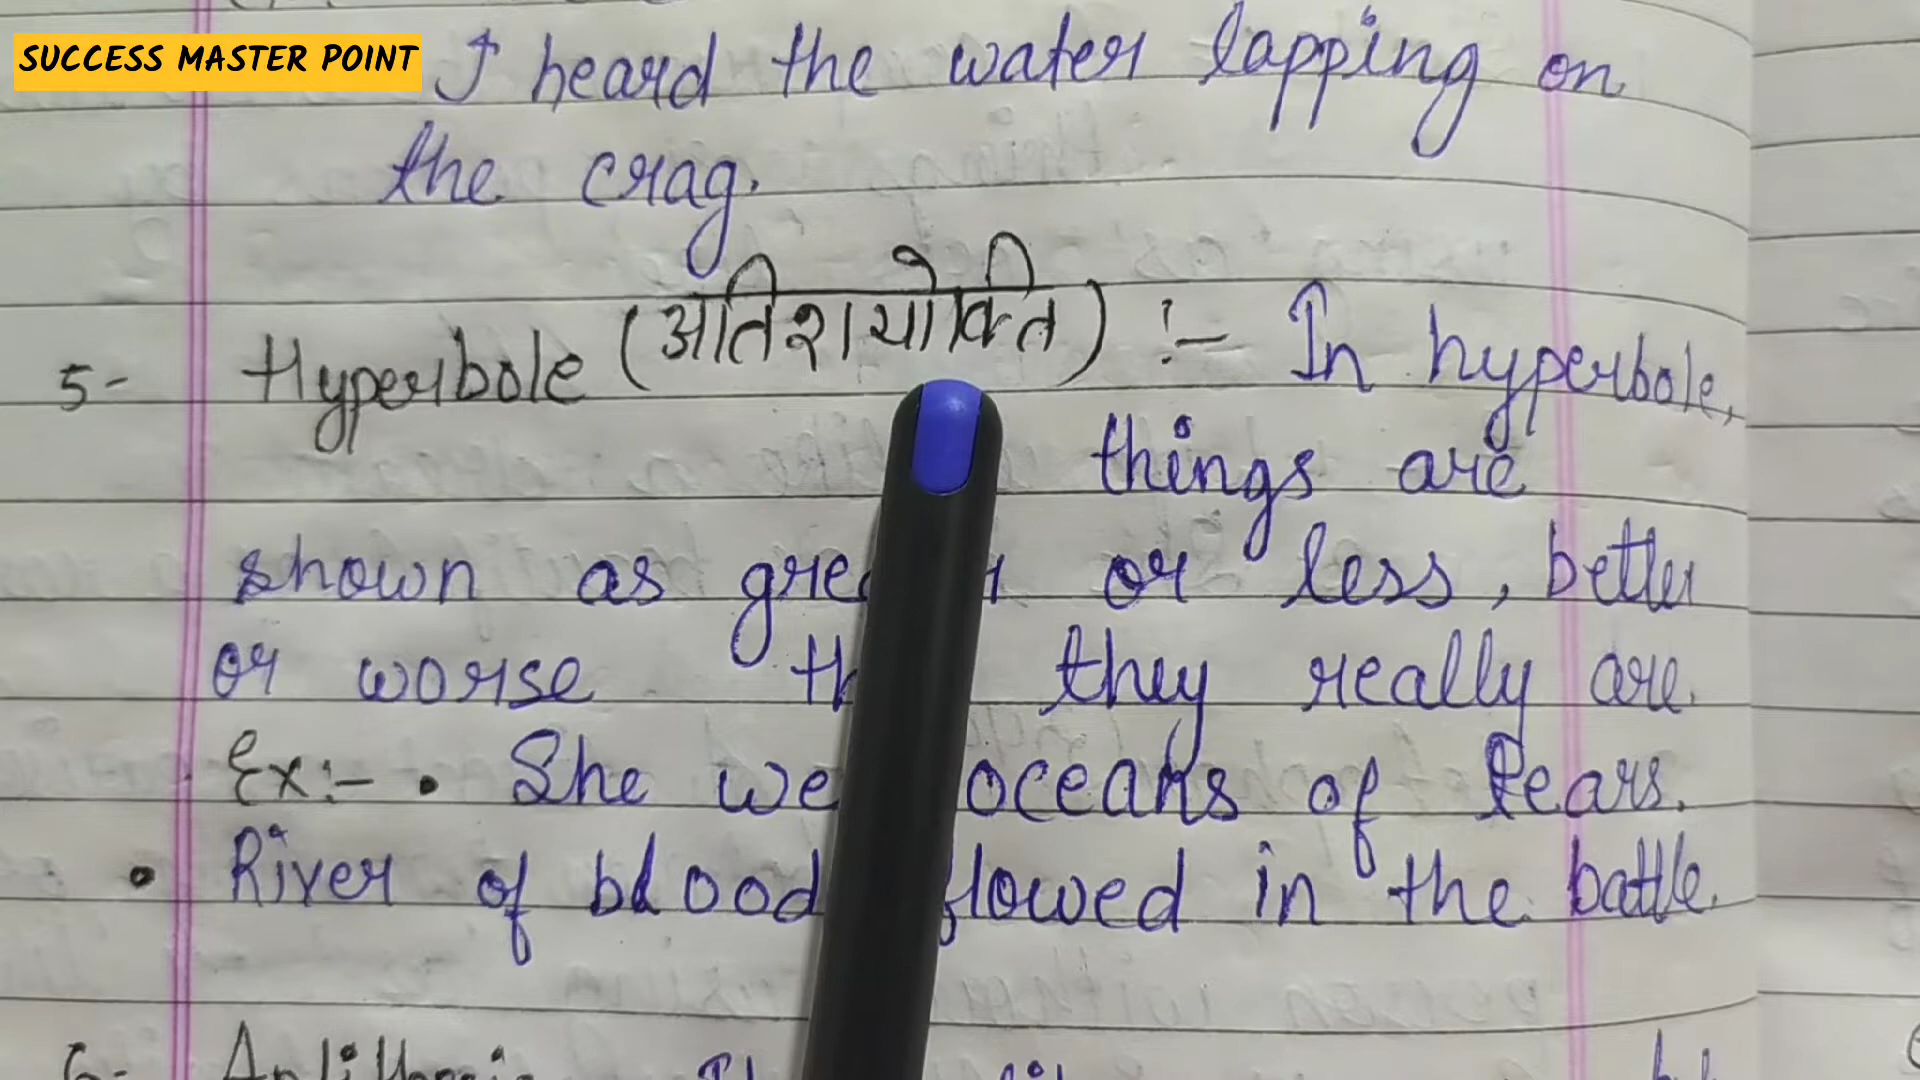 SUCCESS MASTER POINT
I heard the water lapping on
the crag.
5- Hyperbole (अतिशयोक्ति) :- In hyperbole,
things are
shown as or less, better
or worse they really are.
Ex:- • She oceans of tears.
• River of blood flowed in the battle.
6-